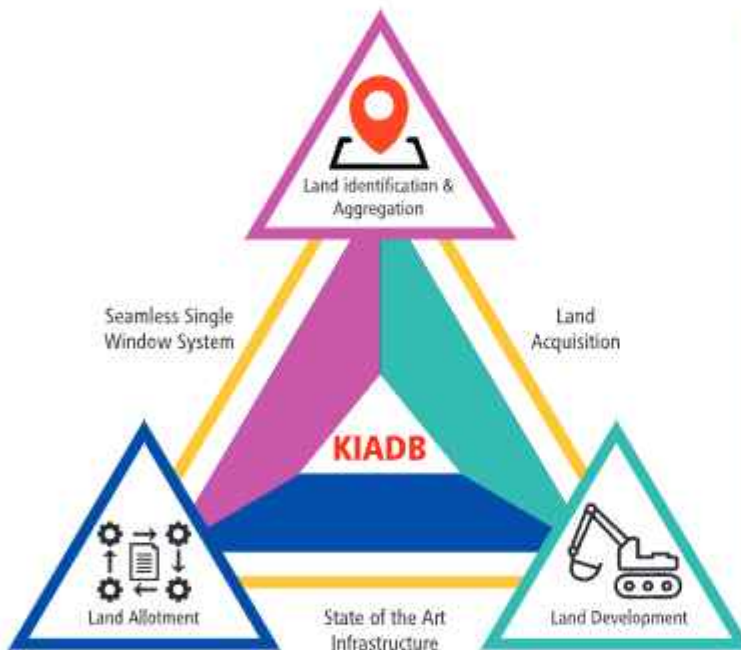 Land identification &
Aggregation
Seamless Single
Window System
Land
Acquisition
KIADB
Land Allotment
State of the Art
Infrastructure
Land Development